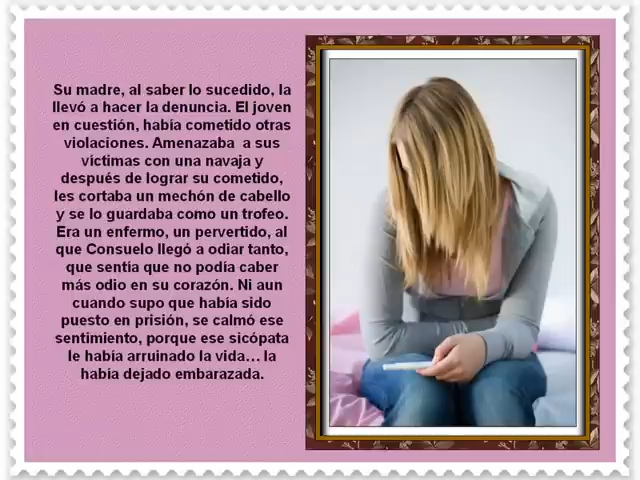 Su madre, al saber lo sucedido, la
llevó a hacer la denuncia. El joven
en cuestión, había cometido otras
violaciones. Amenazaba a sus
víctimas con una navaja y
después de lograr su cometido,
les cortaba un mechón de cabello
y se lo guardaba como un trofeo.
Era un enfermo, un pervertido, al
que Consuelo llegó a odiar tanto,
que sentía que no podía caber
más odio en su corazón. Ni aun
cuando supo que había sido
puesto en prisión, se calmó ese
sentimiento, porque ese sicópata
le había arruinado la vida... la
había dejado embarazada.